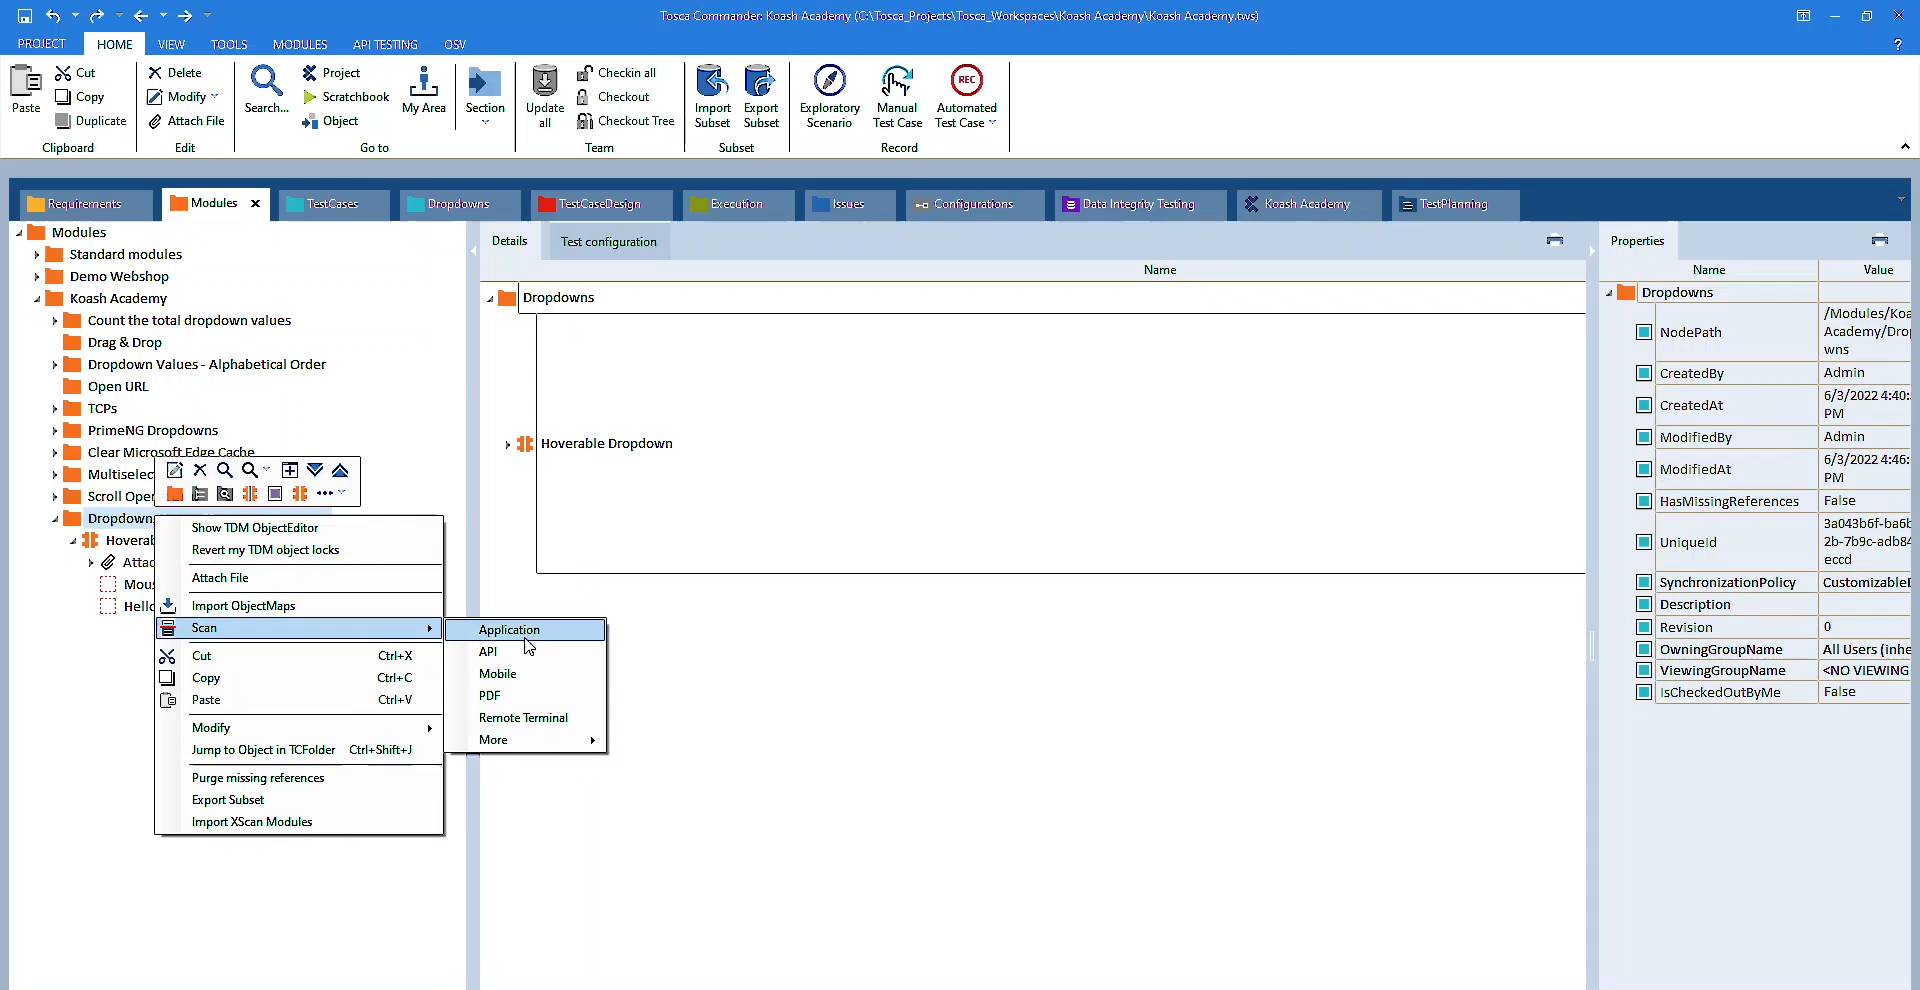 Tosca Commander: Koash Academy (C:\Tosca_Projects\Tosca_Workspaces\Koash Academy\Koash Academy.tws)
PROJECT HOME VIEW TOOLS MODULES API TESTING OSV ?
Paste Cut Copy Duplicate
Clipboard
Delete Modify Attach File
Edit
Search... Project Scratchbook Object My Area Section
Go to
Update all Checkin all Checkout Checkout Tree
Team
Import Subset Export Subset
Subset
Exploratory Scenario Manual Test Case REC Automated Test Case
Record
Requirements Modules TestCases Dropdowns TestCaseDesign Execution Issues Configurations Data Integrity Testing Koash Academy TestPlanning
Modules
Standard modules
Demo Webshop
Koash Academy
Count the total dropdown values
Drag & Drop
Dropdown Values - Alphabetical Order
Open URL
TCPs
PrimeNG Dropdowns
Clear Microsoft Edge Cache
Multiselec
Scroll Oper
Dropdown
Hoverab
Attac
Mous
Hello
Show TDM ObjectEditor
Revert my TDM object locks
Attach File
Import ObjectMaps
Scan
Cut Ctrl+X
Copy Ctrl+C
Paste Ctrl+V
Modify
Jump to Object in TCFolder Ctrl+Shift+J
Purge missing references
Export Subset
Import XScan Modules
Application
API
Mobile
PDF
Remote Terminal
More
Details Test configuration
Name
Dropdowns
Hoverable Dropdown
Properties
Name Value
Dropdowns
NodePath /Modules/Koa
Academy/Drop
wns
CreatedBy Admin
CreatedAt 6/3/2022 4:40:
PM
ModifiedBy Admin
ModifiedAt 6/3/2022 4:46:
PM
HasMissingReferences False
UniqueId 3a043b6f-ba6b
2b-7b9c-adb84
eccd
SynchronizationPolicy Customizable
Description
Revision 0
OwningGroupName All Users (inhe
ViewingGroupName <NO VIEWING
IsCheckedOutByMe False